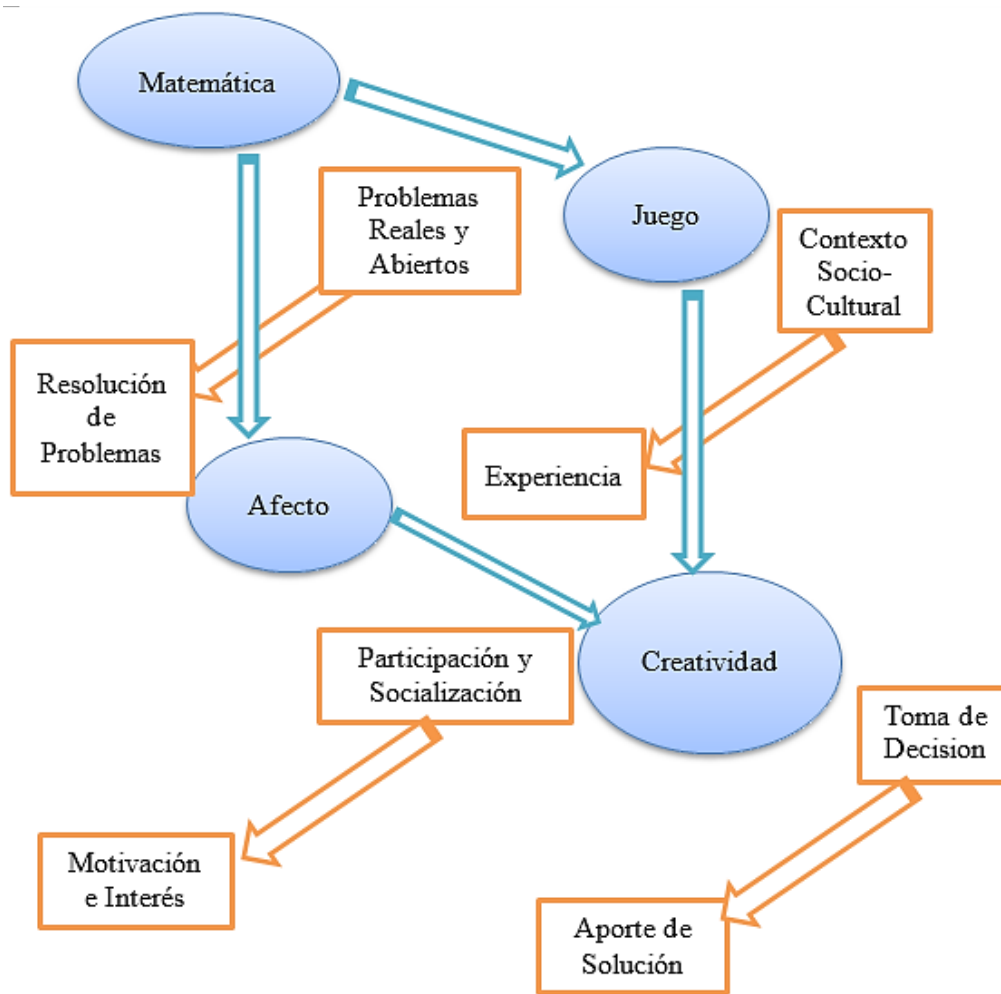 Matemática
Problemas
Reales y
Abiertos
Juego
Contexto
Socio-
Cultural
Resolución
de
Problemas
Experiencia
Afecto
Participación y
Socialización
Creatividad
Toma de
Decision
Motivación
e Interés
Aporte de
Solución